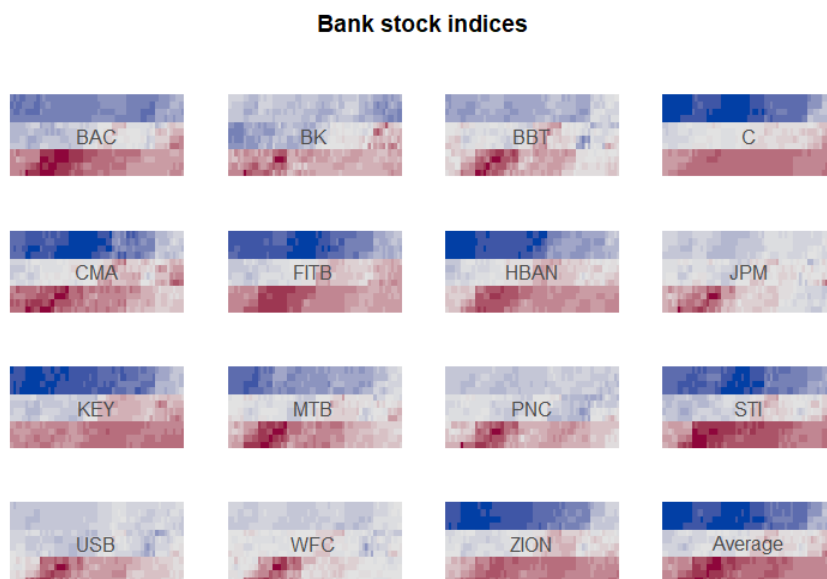 Bank stock indices
BAC BK BBT C
CMA FITB HBAN JPM
KEY MTB PNC STI
USB WFC ZION Average